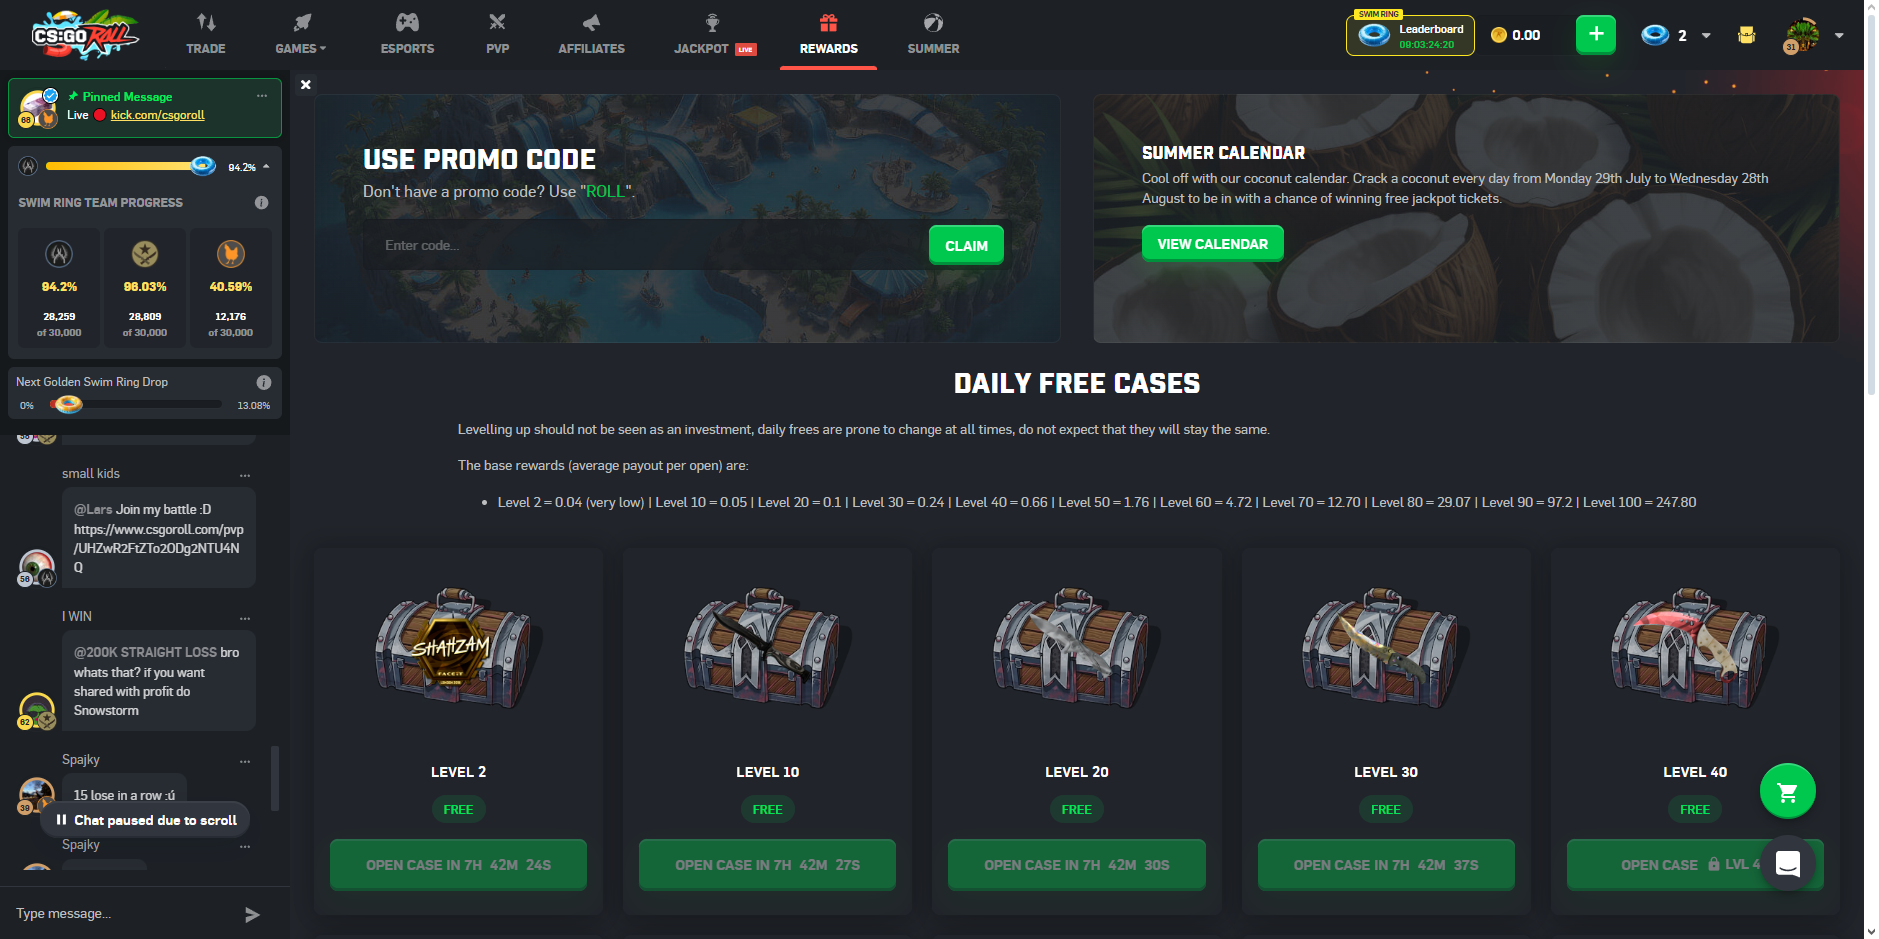 CS:GO ROLL
TRADE
GAMES
ESPORTS
PVP
AFFILIATES
JACKPOT LIVE
REWARDS
SUMMER
SWIM RING
Leaderboard
09:03:24:20
0.00
+
2
31
Pinned Message
...
Live kick.com/csgoroll
68
94.2%
SWIM RING TEAM PROGRESS
94.2%
96.03%
40.59%
28,259
28,809
12,176
of 30,000
of 30,000
of 30,000
Next Golden Swim Ring Drop
0%
13.08%
small kids
...
@Lars Join my battle :D
https://www.csgoroll.com/pvp
/UHZwR2FtZTo2ODg2NTU4N
Q
56
I WIN
...
@200K STRAIGHT LOSS bro
whats that? if you want
shared with profit do
Snowstorm
62
Spajky
...
15 lose in a row :ú
39
Chat paused due to scroll
Spajky
...
Type message...
USE PROMO CODE
Don't have a promo code? Use "ROLL".
Enter code...
CLAIM
SUMMER CALENDAR
Cool off with our coconut calendar. Crack a coconut every day from Monday 29th July to Wednesday 28th
August to be in with a chance of winning free jackpot tickets.
VIEW CALENDAR
DAILY FREE CASES
Levelling up should not be seen as an investment, daily frees are prone to change at all times, do not expect that they will stay the same.
The base rewards (average payout per open) are:
• Level 2 = 0.04 (very low) | Level 10 = 0.05 | Level 20 = 0.1 | Level 30 = 0.24 | Level 40 = 0.66 | Level 50 = 1.76 | Level 60 = 4.72 | Level 70 = 12.70 | Level 80 = 29.07 | Level 90 = 97.2 | Level 100 = 247.80
SHAHZAM
FACEIT
LEVEL 2
FREE
OPEN CASE IN 7H 42M 24S
LEVEL 10
FREE
OPEN CASE IN 7H 42M 27S
LEVEL 20
FREE
OPEN CASE IN 7H 42M 30S
LEVEL 30
FREE
OPEN CASE IN 7H 42M 37S
LEVEL 40
FREE
OPEN CASE LVL 4